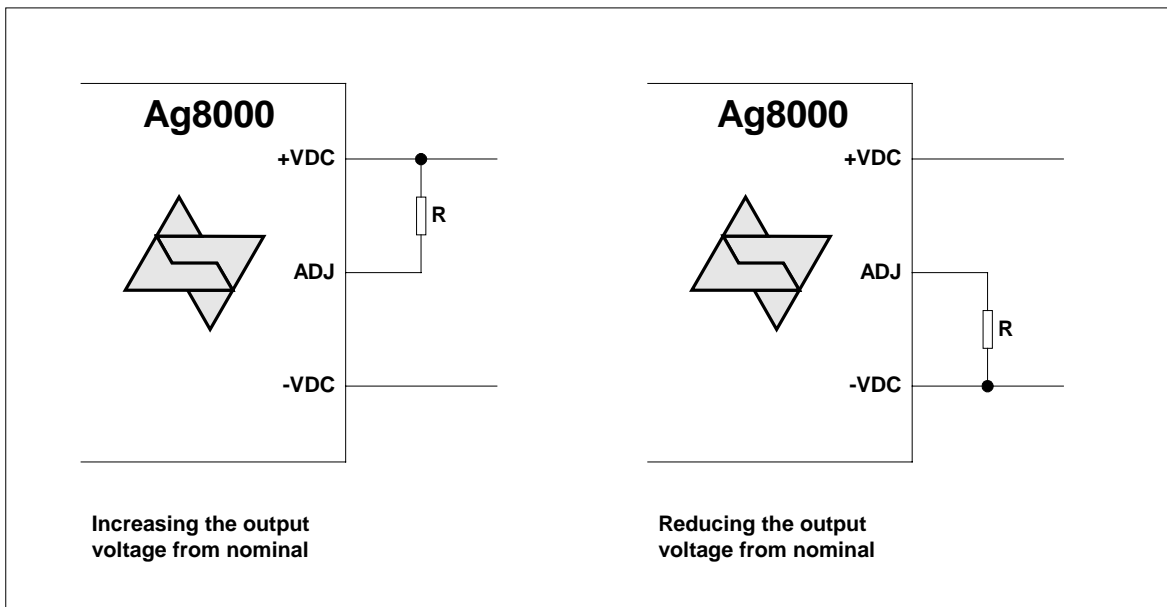 Ag8000
+VDC
R
ADJ
-VDC
Increasing the output
voltage from nominal
Ag8000
+VDC
ADJ
R
-VDC
Reducing the output
voltage from nominal